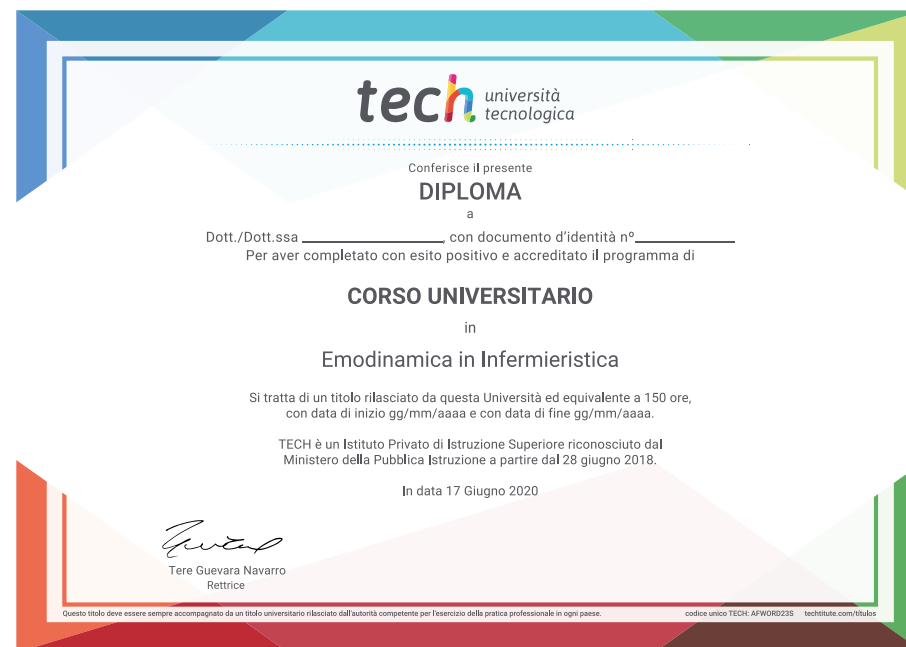 tech università
tecnologica
Conferisce il presente
DIPLOMA
a
Dott./Dott.ssa ____________________, con documento d'identità nº______________
Per aver completato con esito positivo e accreditato il programma di
CORSO UNIVERSITARIO
in
Emodinamica in Infermieristica
Si tratta di un titolo rilasciato da questa Università ed equivalente a 150 ore,
con data di inizio gg/mm/aaaa e con data di fine gg/mm/aaaa.
TECH è un Istituto Privato di Istruzione Superiore riconosciuto dal
Ministero della Pubblica Istruzione a partire dal 28 giugno 2018.
In data 17 Giugno 2020
Tere Guevara Navarro
Rettrice
Questo titolo deve essere sempre accompagnato da un titolo universitario rilasciato dall'autorità competente per l'esercizio della pratica professionale in ogni paese. codice unico TECH: AFWORD23S techtitute.com/títulos